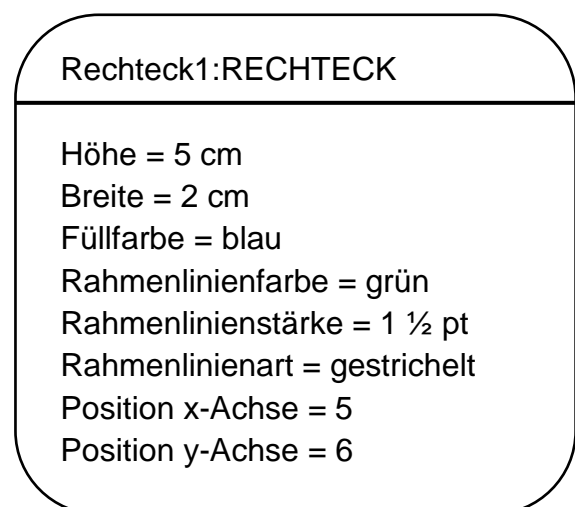 Rechteck1:RECHTECK
Höhe = 5 cm
Breite = 2 cm
Füllfarbe = blau
Rahmenlinienfarbe = grün
Rahmenlinienstärke = 1 ½ pt
Rahmenlinienart = gestrichelt
Position x-Achse = 5
Position y-Achse = 6